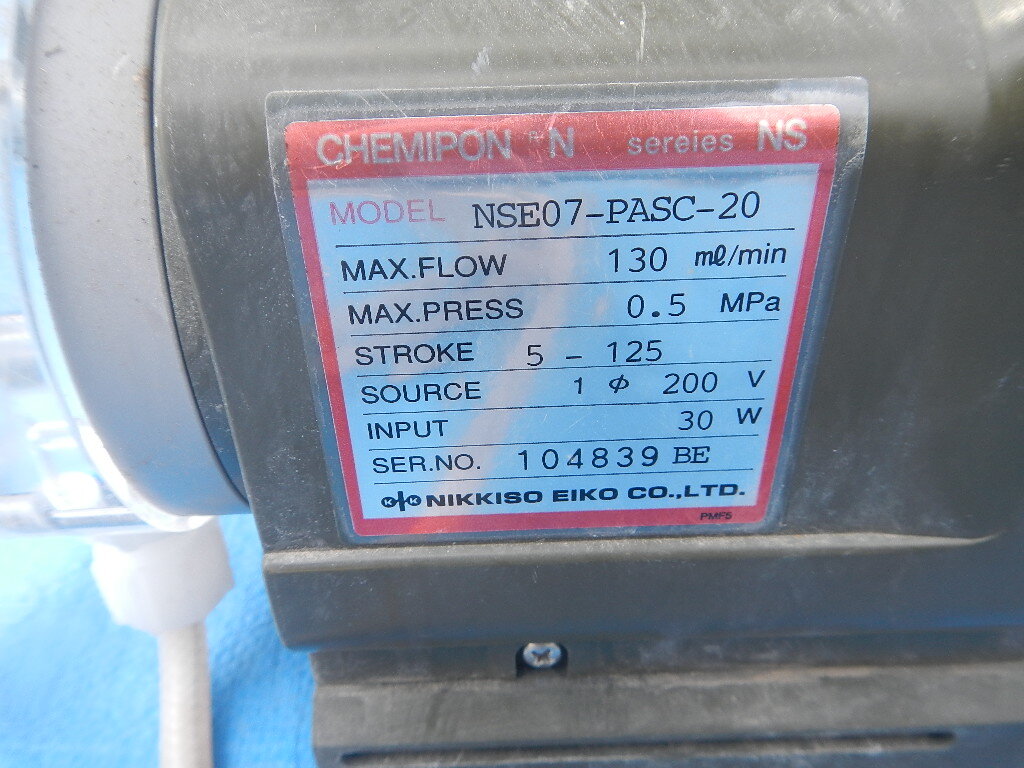 CHEMIPON ® N sereies NS
MODEL NSE07-PASC-20
MAX.FLOW 130 mℓ/min
MAX.PRESS 0.5 MPa
STROKE 5 - 125
SOURCE 1 Φ 200 V
INPUT 30 W
SER.NO. 104839 BE
NIKKISO EIKO CO.,LTD.
PMF5